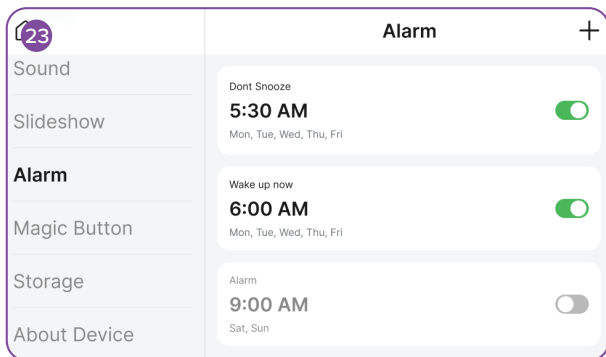 23
Sound
Slideshow
Alarm
Magic Button
Storage
About Device
Alarm
Dont Snooze
5:30 AM
Mon, Tue, Wed, Thu, Fri
Wake up now
6:00 AM
Mon, Tue, Wed, Thu, Fri
Alarm
9:00 AM
Sat, Sun